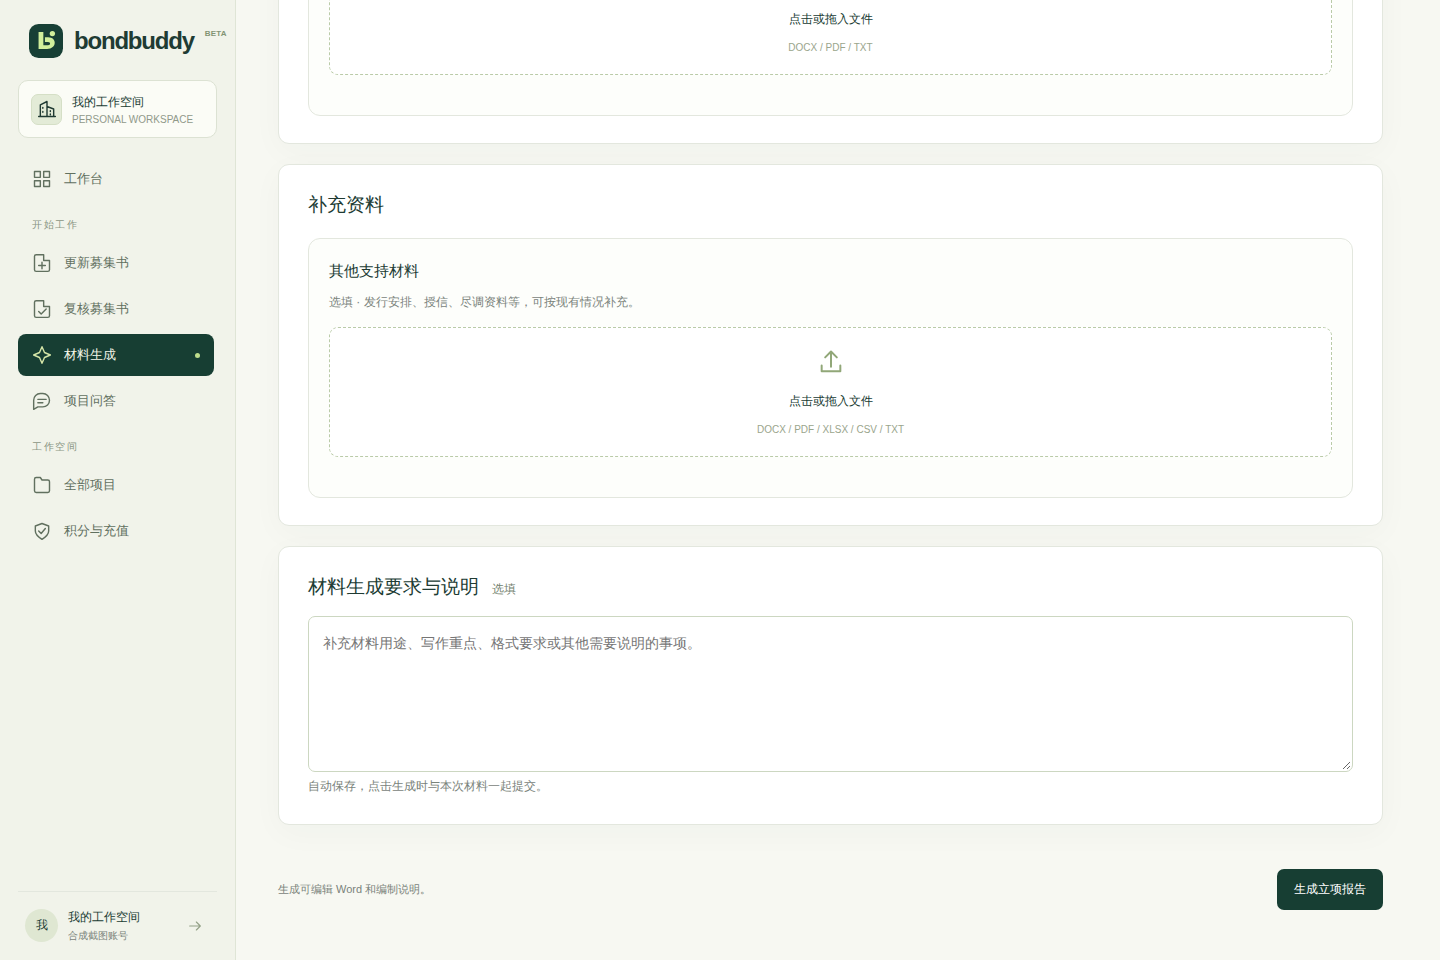 bondbuddy BETA
我的工作空间
PERSONAL WORKSPACE
工作台
开始工作
更新募集书
复核募集书
材料生成
项目问答
工作空间
全部项目
积分与充值
我
我的工作空间
合成截图账号
点击或拖入文件
DOCX / PDF / TXT
补充资料
其他支持材料
选填 · 发行安排、授信、尽调资料等，可按现有情况补充。
点击或拖入文件
DOCX / PDF / XLSX / CSV / TXT
材料生成要求与说明 选填
补充材料用途、写作重点、格式要求或其他需要说明的事项。
自动保存，点击生成时与本次材料一起提交。
生成可编辑 Word 和编制说明。
生成立项报告